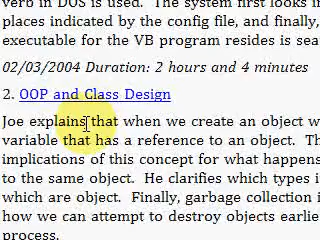 verb in DOS is used. The system first looks in
places indicated by the config file, and finally,
executable for the VB program resides is sea
02/03/2004 Duration: 2 hours and 4 minutes
2. OOP and Class Design
Joe explains that when we create an object w
variable that has a reference to an object. Th
implications of this concept for what happens
to the same object. He clarifies which types i
which are object. Finally, garbage collection i
how we can attempt to destroy objects earlie
process.